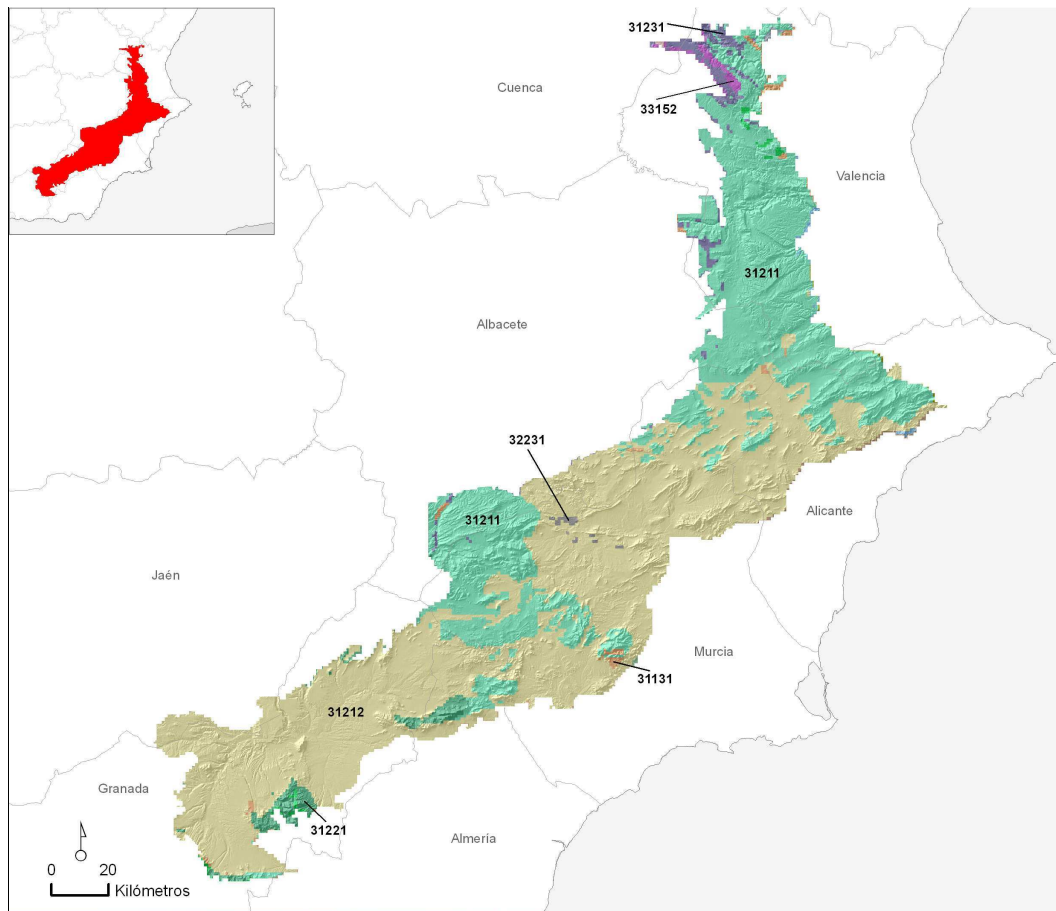 31231
Cuenca
33152
Valencia
31211
Albacete
32231
Alicante
31211
Jaén
Murcia
31131
31212
Granada
31221
Almería
0 20
Kilómetros